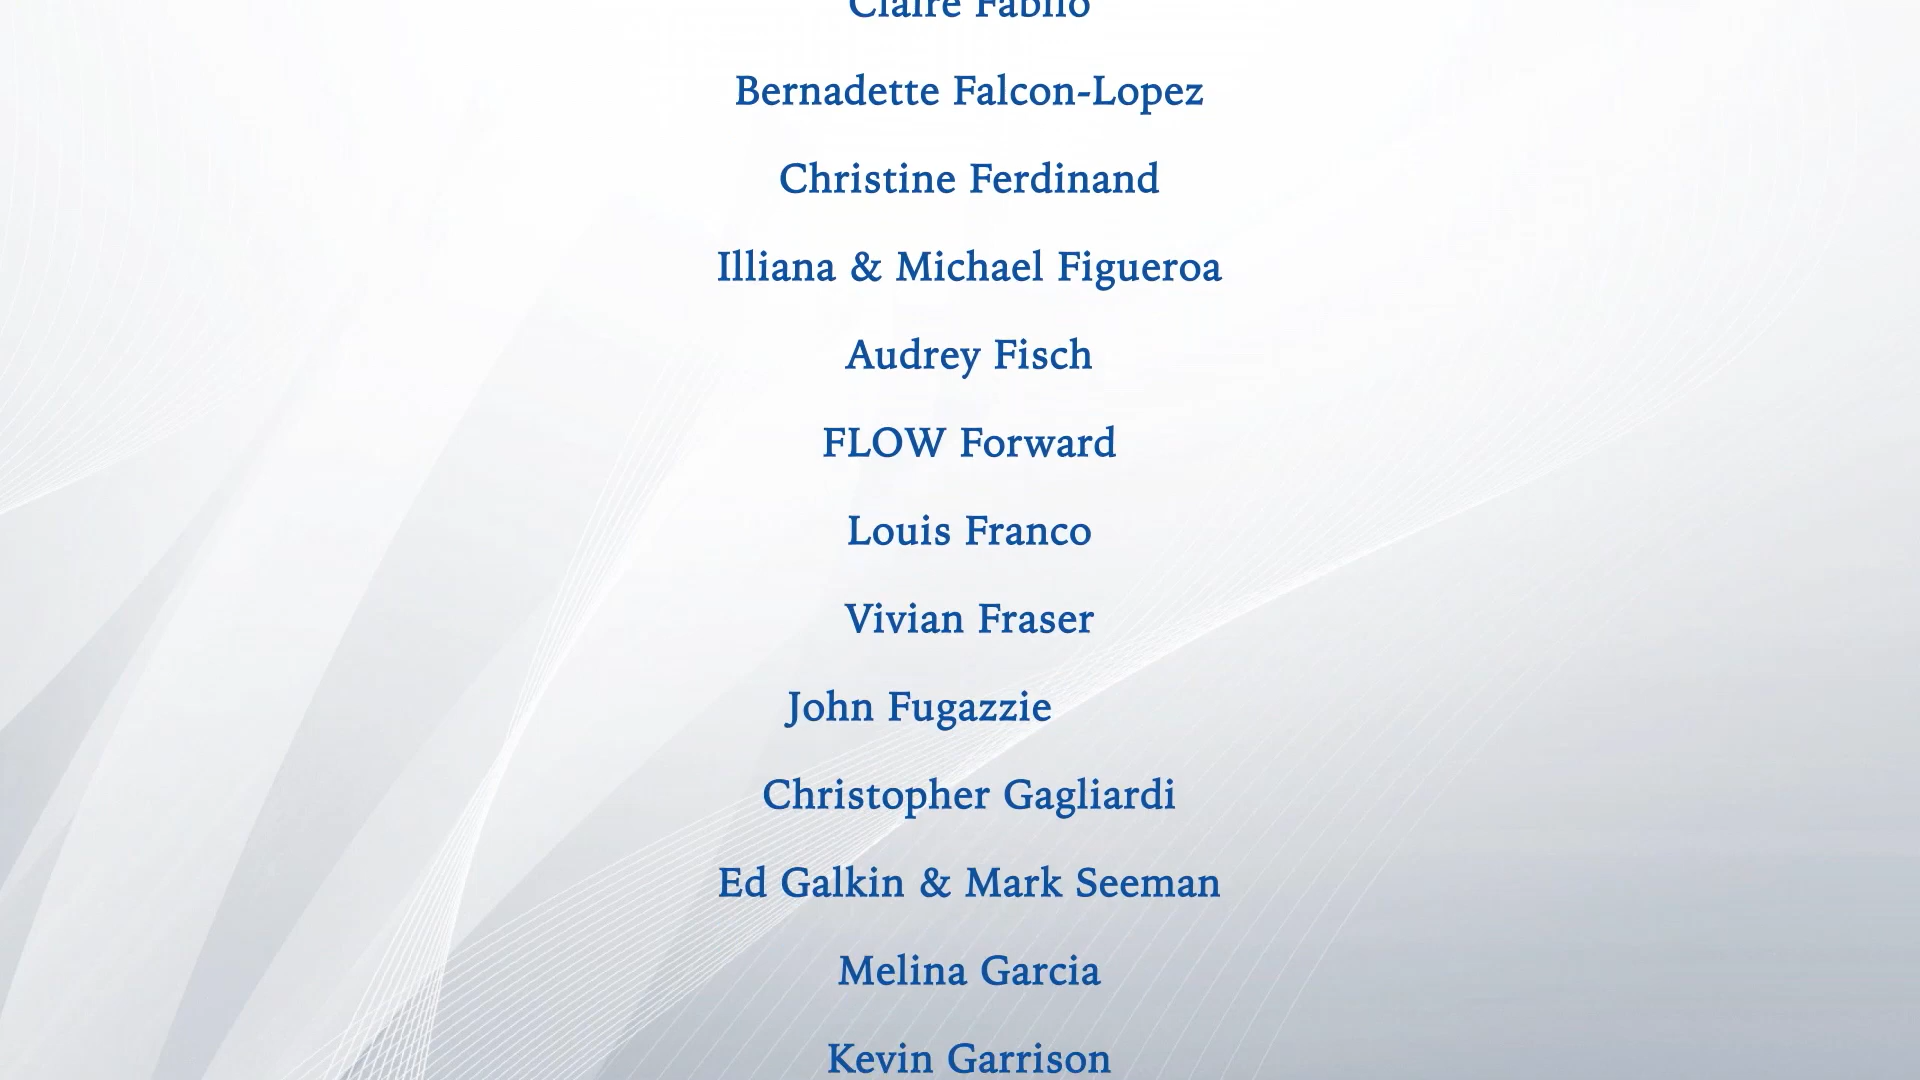 Claire
Bernadette Falcon-Lopez
Christine Ferdinand
Illiana & Michael Figueroa
Audrey Fisch
FLOW Forward
Louis Franco
Vivian Fraser
John Fugazzie
Christopher Gagliardi
Ed Galkin & Mark Seeman
Melina Garcia
Kevin Garrison